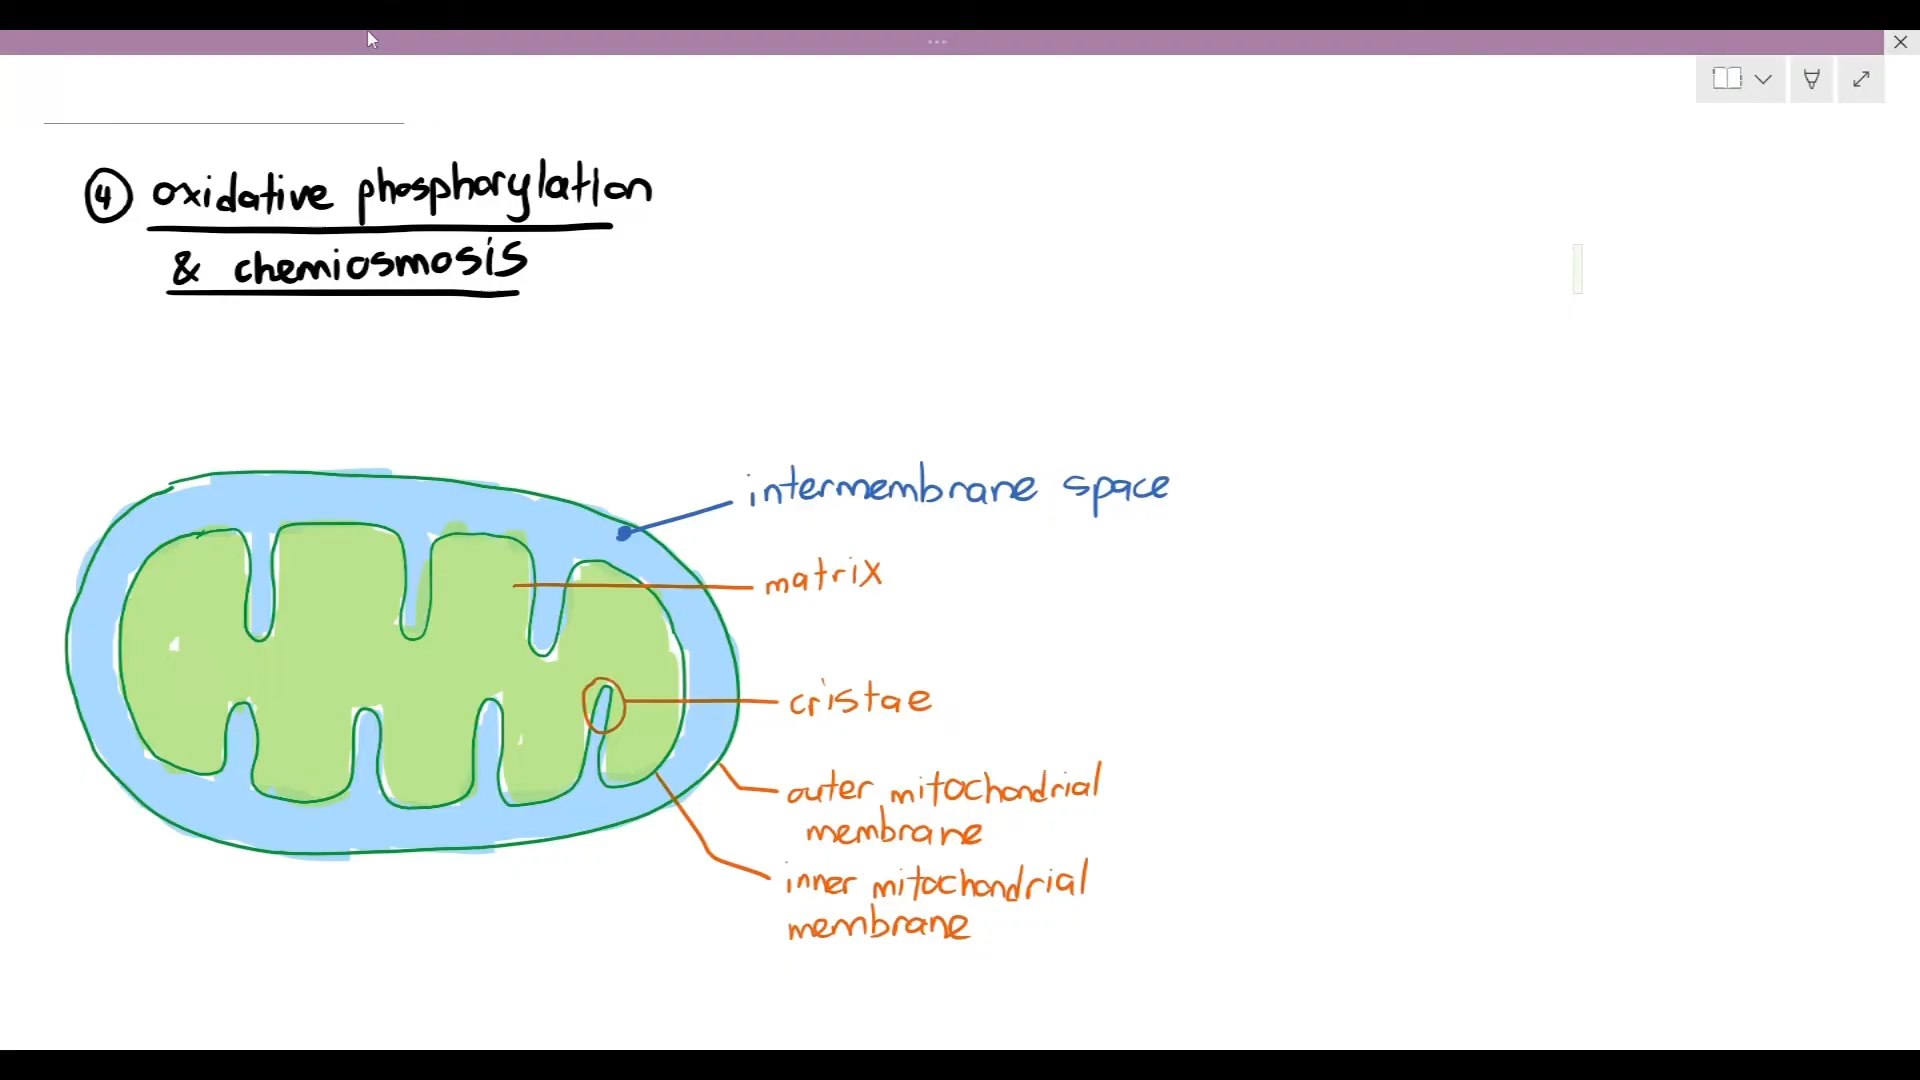 ④ oxidative phosphorylation
& chemiosmosis
intermembrane space
matrix
cristae
outer mitochondrial
membrane
inner mitochondrial
membrane